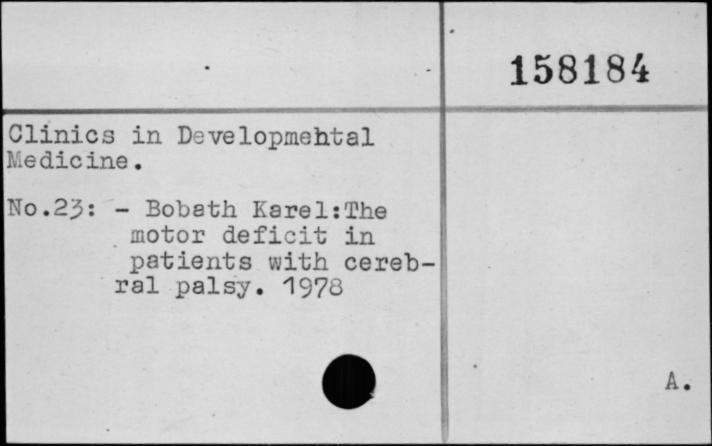 158184
Clinics in Developmehtal
Medicine.
No.23: - Bobath Karel:The
motor deficit in
patients with cereb-
ral palsy. 1978
A.